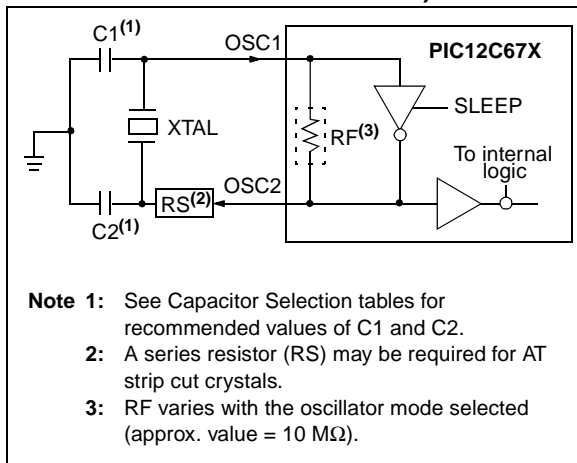 C1(1)
OSC1
PIC12C67X
SLEEP
XTAL
RF(3)
To internal
logic
OSC2
RS(2)
C2(1)
Note 1: See Capacitor Selection tables for
recommended values of C1 and C2.
2: A series resistor (RS) may be required for AT
strip cut crystals.
3: RF varies with the oscillator mode selected
(approx. value = 10 MΩ).